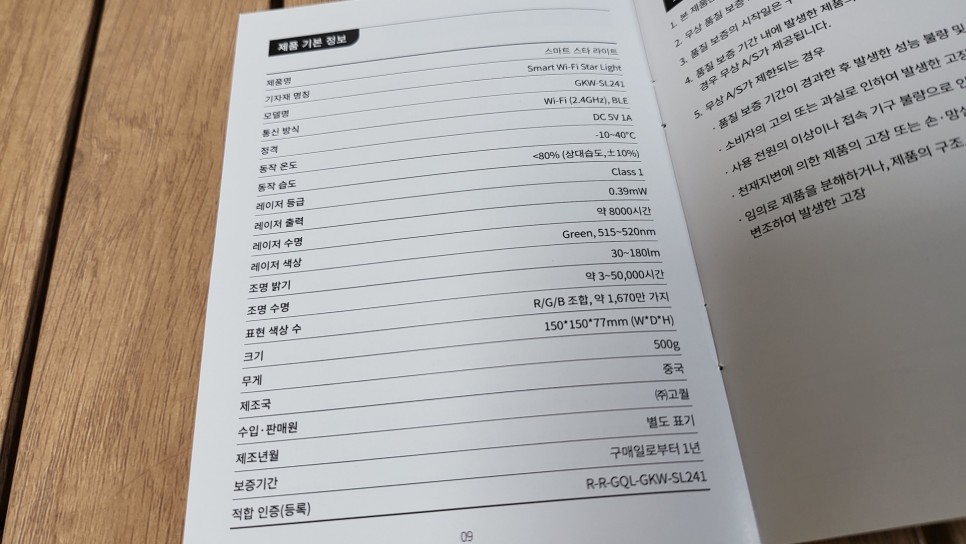 제품 기본 정보
제품명 스마트 스타 라이트
기자재 명칭 Smart Wi-Fi Star Light
모델명 GKW-SL241
통신 방식 Wi-Fi (2.4GHz), BLE
정격 DC 5V 1A
동작 온도 -10~40°C
동작 습도 <80% (상대습도,±10%)
레이저 등급 Class 1
레이저 출력 0.39mW
레이저 수명 약 8000시간
레이저 색상 Green, 515~520nm
조명 밝기 30~180lm
조명 수명 약 3~50,000시간
표현 색상 수 R/G/B 조합, 약 1,670만 가지
크기 150*150*77mm (W*D*H)
무게 500g
제조국 중국
수입·판매원 ㈜고퀄
제조년월 별도 표기
보증기간 구매일로부터 1년
적합 인증(등록) R-R-GQL-GKW-SL241
09
1. 본 제품은
2. 무상 품질 보증
3. 품질 보증의 시작일은
4. 품질 보증 기간 내에 발생한 제품의
경우 무상 A/S가 제공됩니다.
5. 무상 A/S가 제한되는 경우
· 품질 보증 기간이 경과한 후 발생한 성능 불량 및
· 소비자의 고의 또는 과실로 인하여 발생한 고장
· 사용 전원의 이상이나 접속 기구 불량으로
· 천재지변에 의한 제품의 고장 또는 손·망실
· 임의로 제품을 분해하거나, 제품의 구조
변조하여 발생한 고장